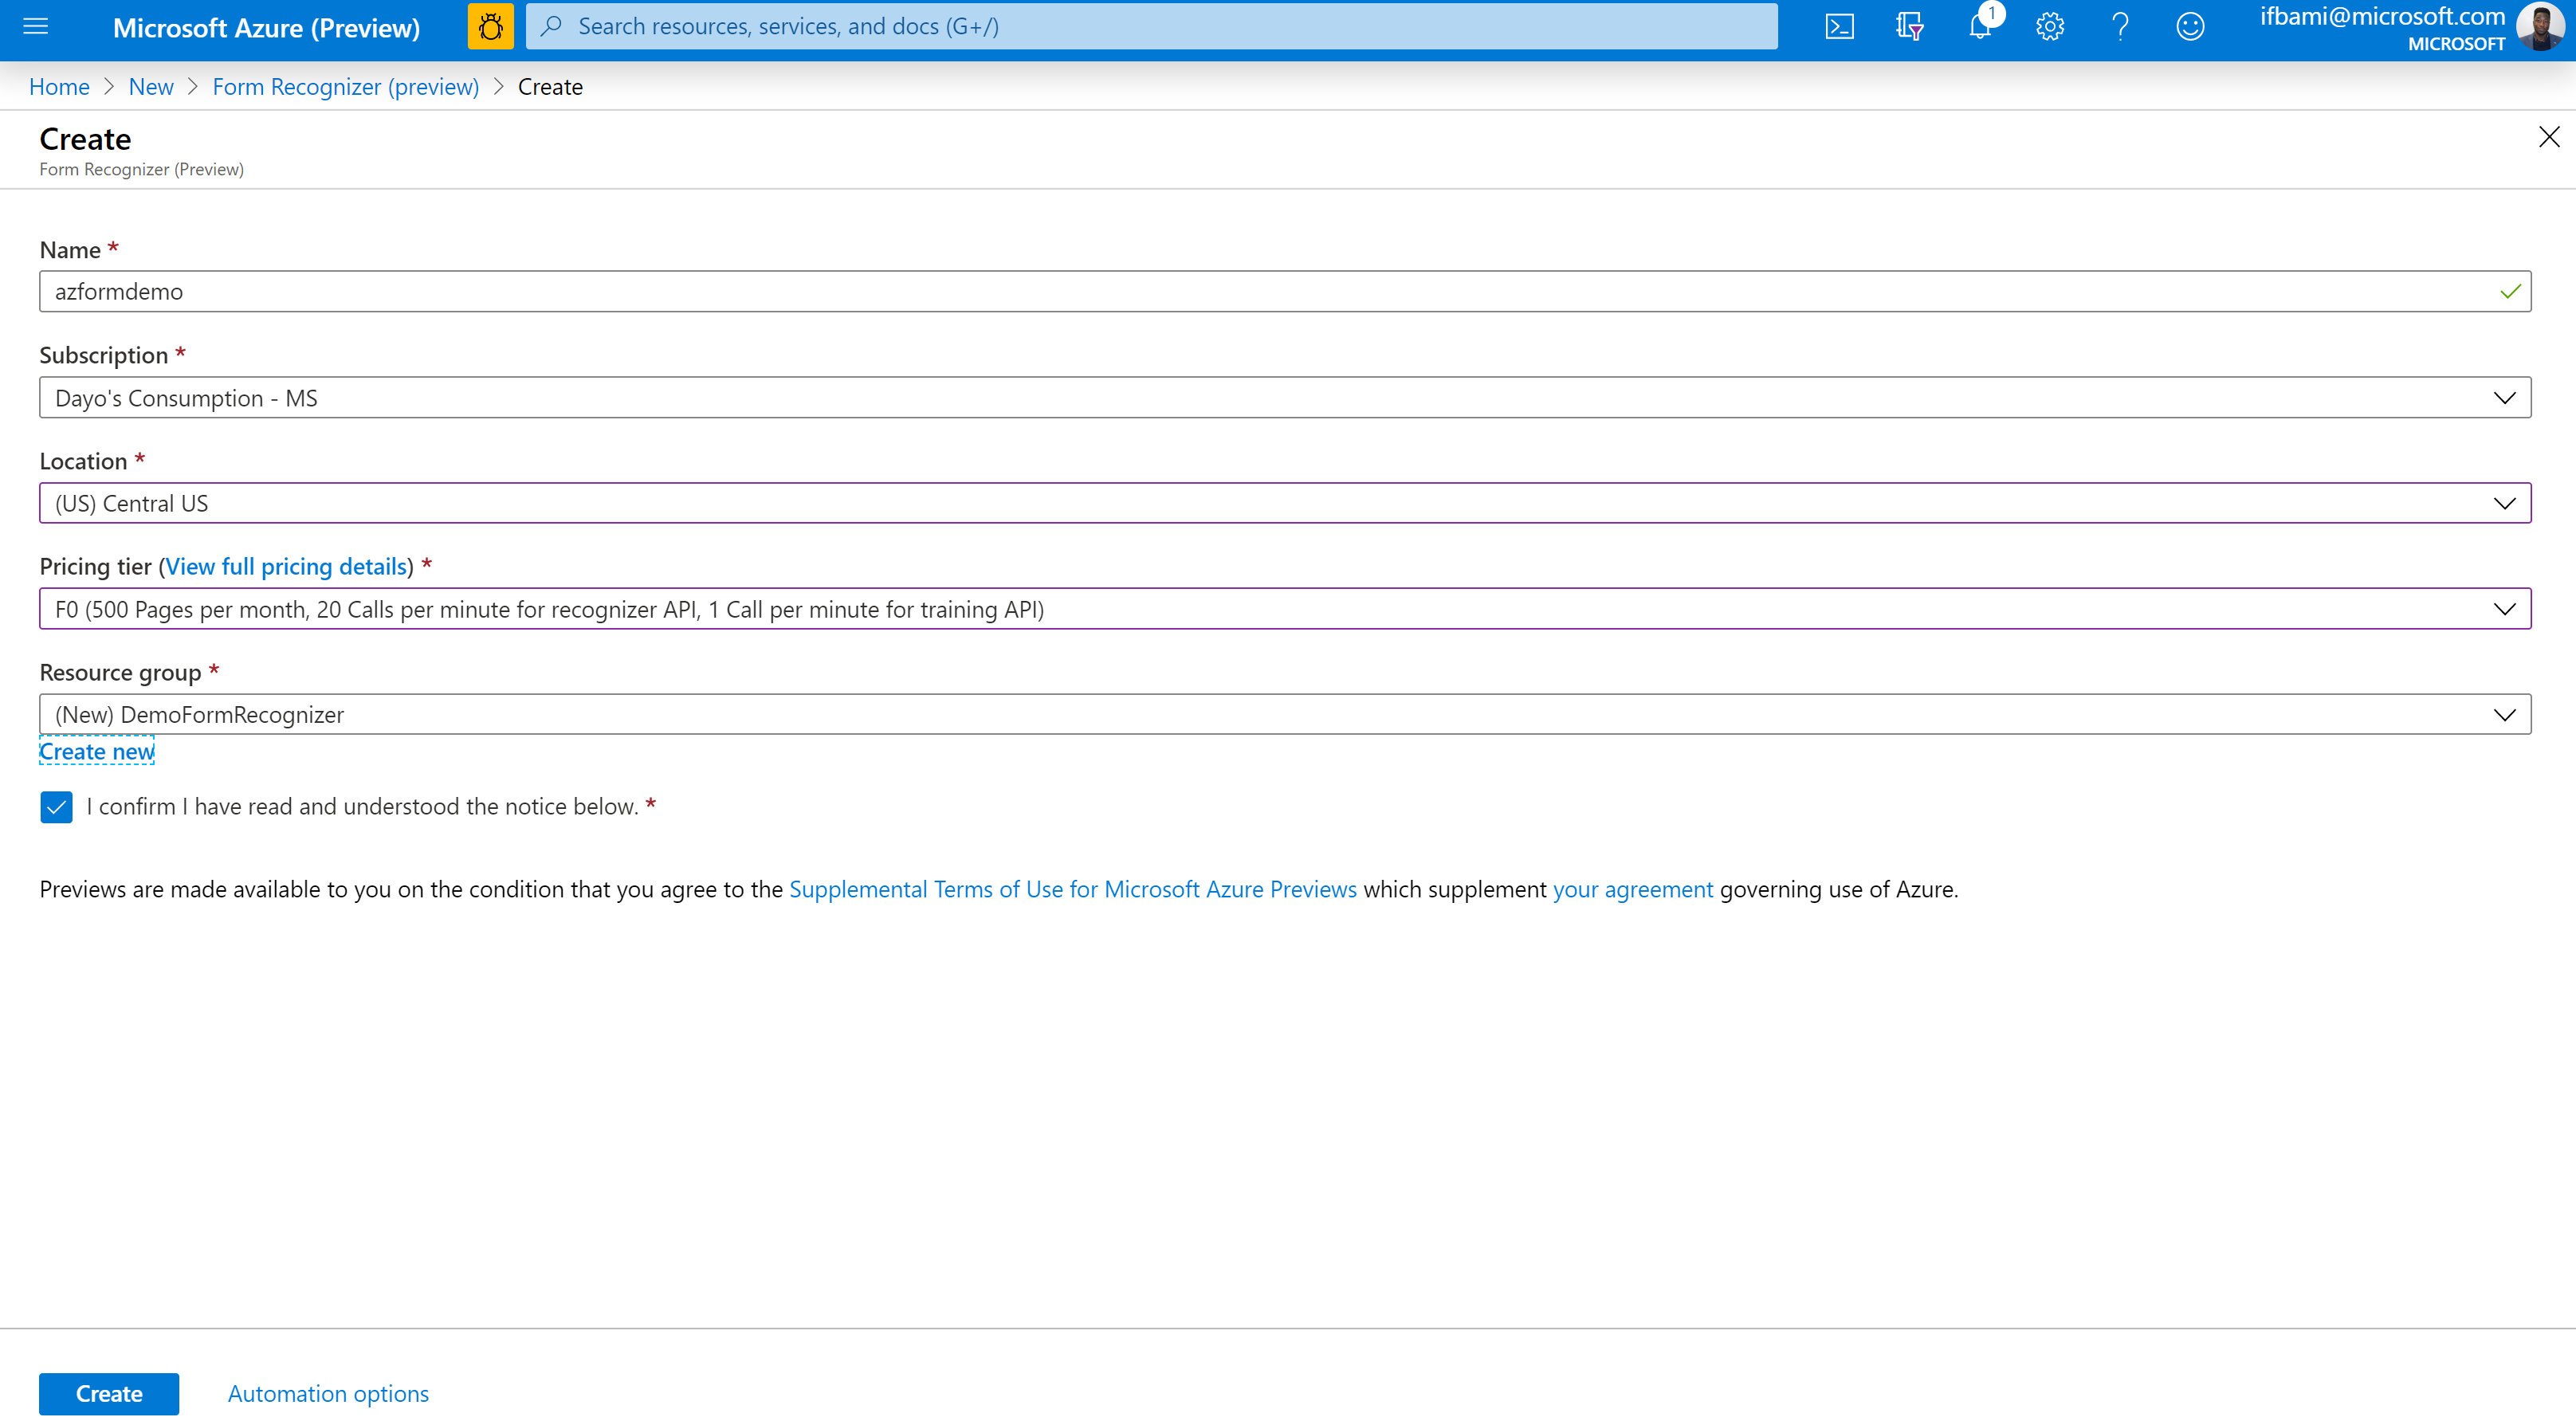 Microsoft Azure (Preview)
Search resources, services, and docs (G+/)
1
ifbami@microsoft.com
MICROSOFT
Home > New > Form Recognizer (preview) > Create
Create
Form Recognizer (Preview)
Name *
azformdemo
Subscription *
Dayo's Consumption - MS
Location *
(US) Central US
Pricing tier (View full pricing details) *
F0 (500 Pages per month, 20 Calls per minute for recognizer API, 1 Call per minute for training API)
Resource group *
(New) DemoFormRecognizer
Create new
I confirm I have read and understood the notice below. *
Previews are made available to you on the condition that you agree to the Supplemental Terms of Use for Microsoft Azure Previews which supplement your agreement governing use of Azure.
Create
Automation options